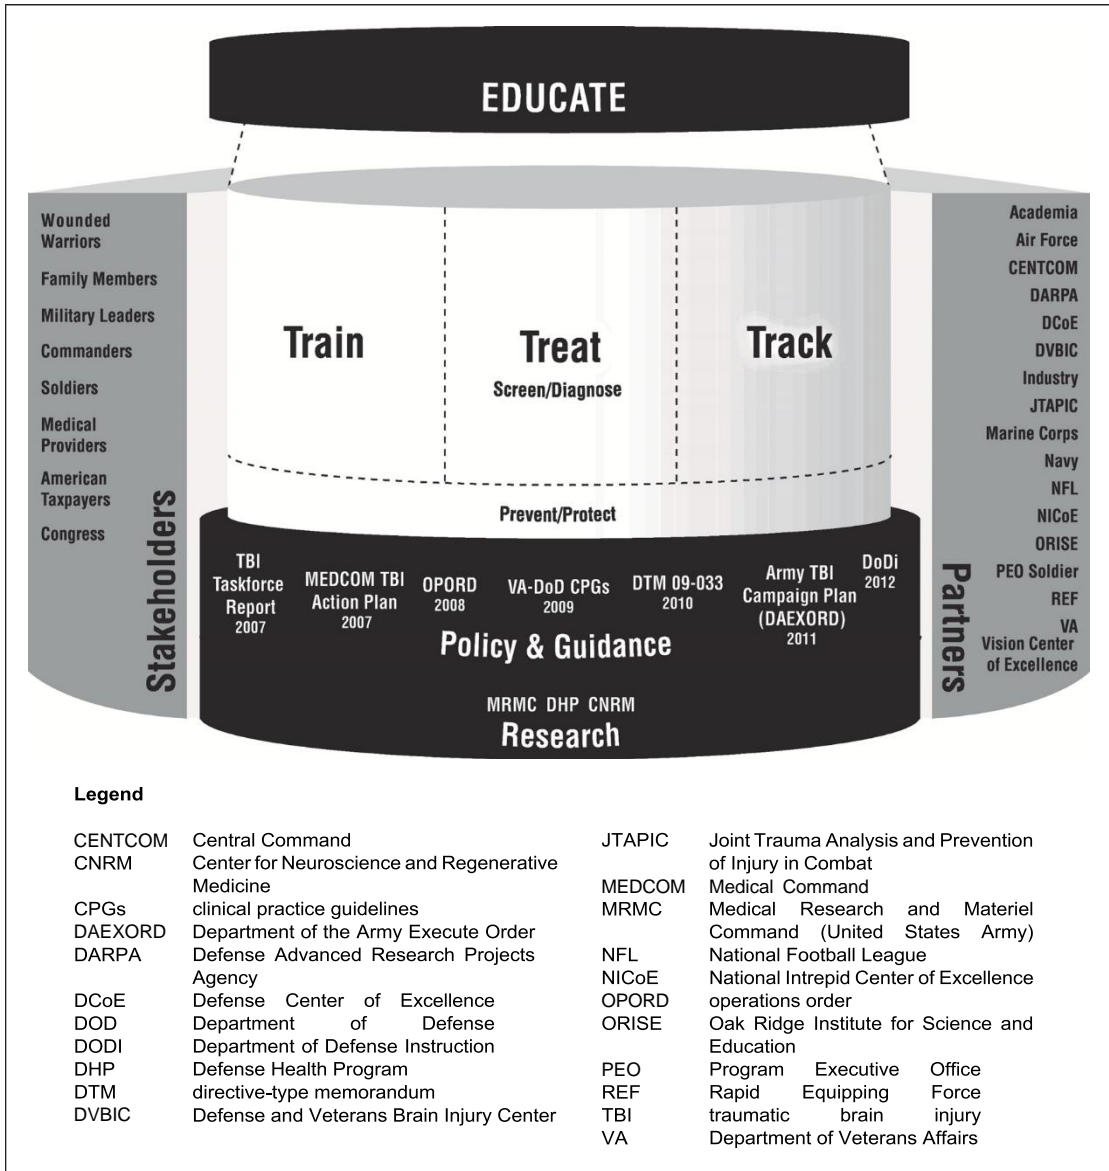 EDUCATE
Wounded
Warriors
Family Members
Military Leaders
Commanders
Soldiers
Medical
Providers
American
Taxpayers
Congress
Stakeholders
Train
Treat
Screen/Diagnose
Track
Prevent/Protect
TBI
Taskforce
Report
2007
MEDCOM TBI
Action Plan
2007
OPORD
2008
VA-DoD CPGs
2009
DTM 09-033
2010
Army TBI
Campaign Plan
(DAEXORD)
2011
DoDi
2012
Policy & Guidance
MRMC DHP CNRM
Research
Academia
Air Force
CENTCOM
DARPA
DCoE
DVBIC
Industry
JTAPIC
Marine Corps
Navy
NFL
NICoE
ORISE
PEO Soldier
REF
VA
Vision Center
of Excellence
Partners
Legend
CENTCOM Central Command
CNRM Center for Neuroscience and Regenerative
Medicine
CPGs clinical practice guidelines
DAEXORD Department of the Army Execute Order
DARPA Defense Advanced Research Projects
Agency
DCoE Defense Center of Excellence
DOD Department of Defense
DODI Department of Defense Instruction
DHP Defense Health Program
DTM directive-type memorandum
DVBIC Defense and Veterans Brain Injury Center
JTAPIC Joint Trauma Analysis and Prevention
of Injury in Combat
MEDCOM Medical Command
MRMC Medical Research and Materiel
Command (United States Army)
NFL National Football League
NICoE National Intrepid Center of Excellence
OPORD operations order
ORISE Oak Ridge Institute for Science and
Education
PEO Program Executive Office
REF Rapid Equipping Force
TBI traumatic brain injury
VA Department of Veterans Affairs